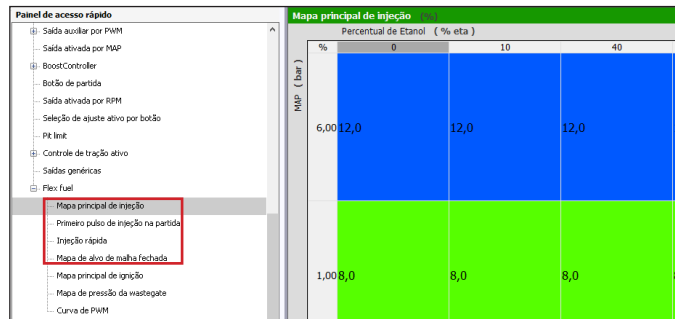 Painel de acesso rápido
Saída auxiliar por PWM
Saída ativada por MAP
BoostController
Botão de partida
Saída ativada por RPM
Seleção de ajuste ativo por botão
Pit limit
Controle de tração ativo
Saídas genéricas
Flex fuel
Mapa principal de injeção
Primeiro pulso de injeção na partida
Injeção rápida
Mapa de alvo de malha fechada
Mapa principal de ignição
Mapa de pressão da wastegate
Curva de PWM
Mapa principal de injeção (%)
Percentual de Etanol ( % eta )
% 0 10 40
MAP ( bar )
6,00 12,0 12,0 12,0
1,00 8,0 8,0 8,0